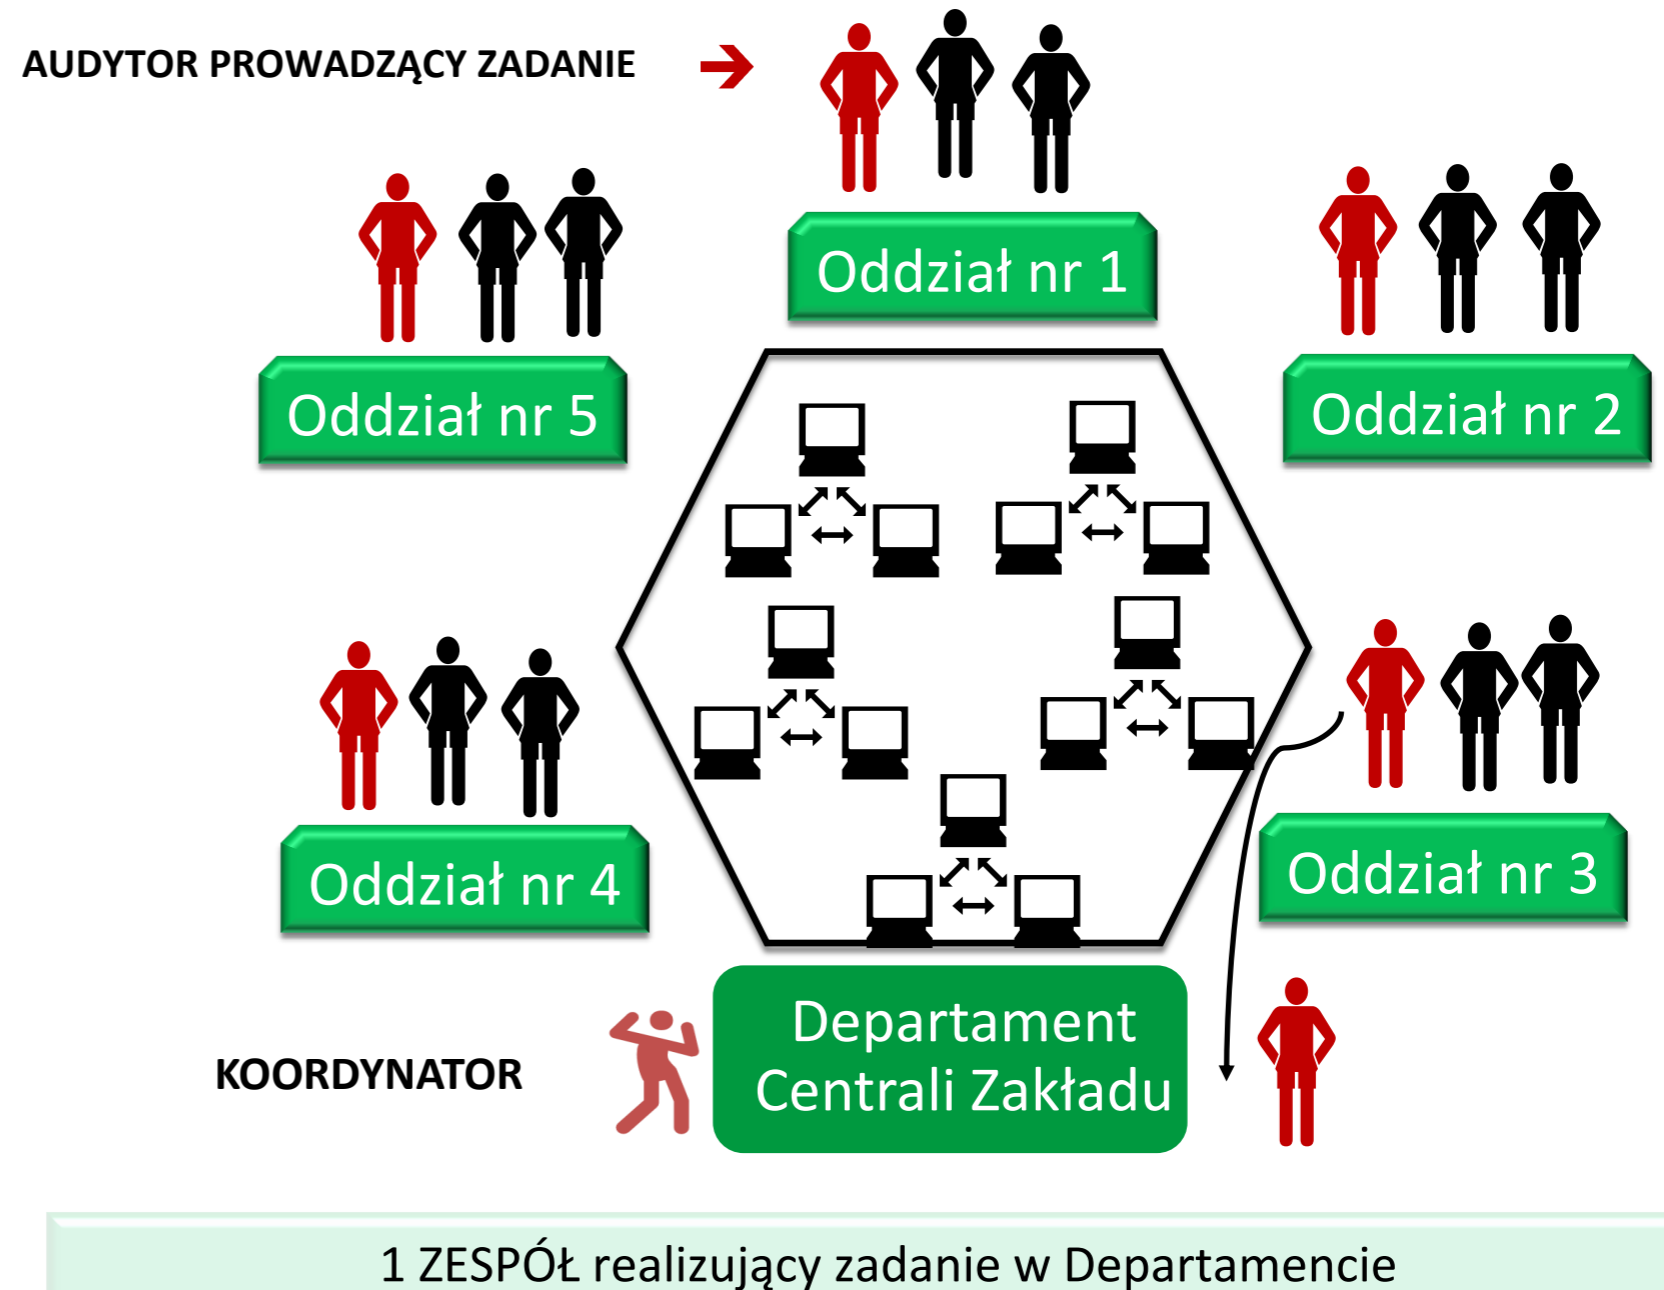 AUDYTOR PROWADZĄCY ZADANIE
Oddział nr 1
Oddział nr 5
Oddział nr 2
Oddział nr 4
Oddział nr 3
Departament
Centrali Zakładu
KOORDYNATOR
1 ZESPÓŁ realizujący zadanie w Departamencie